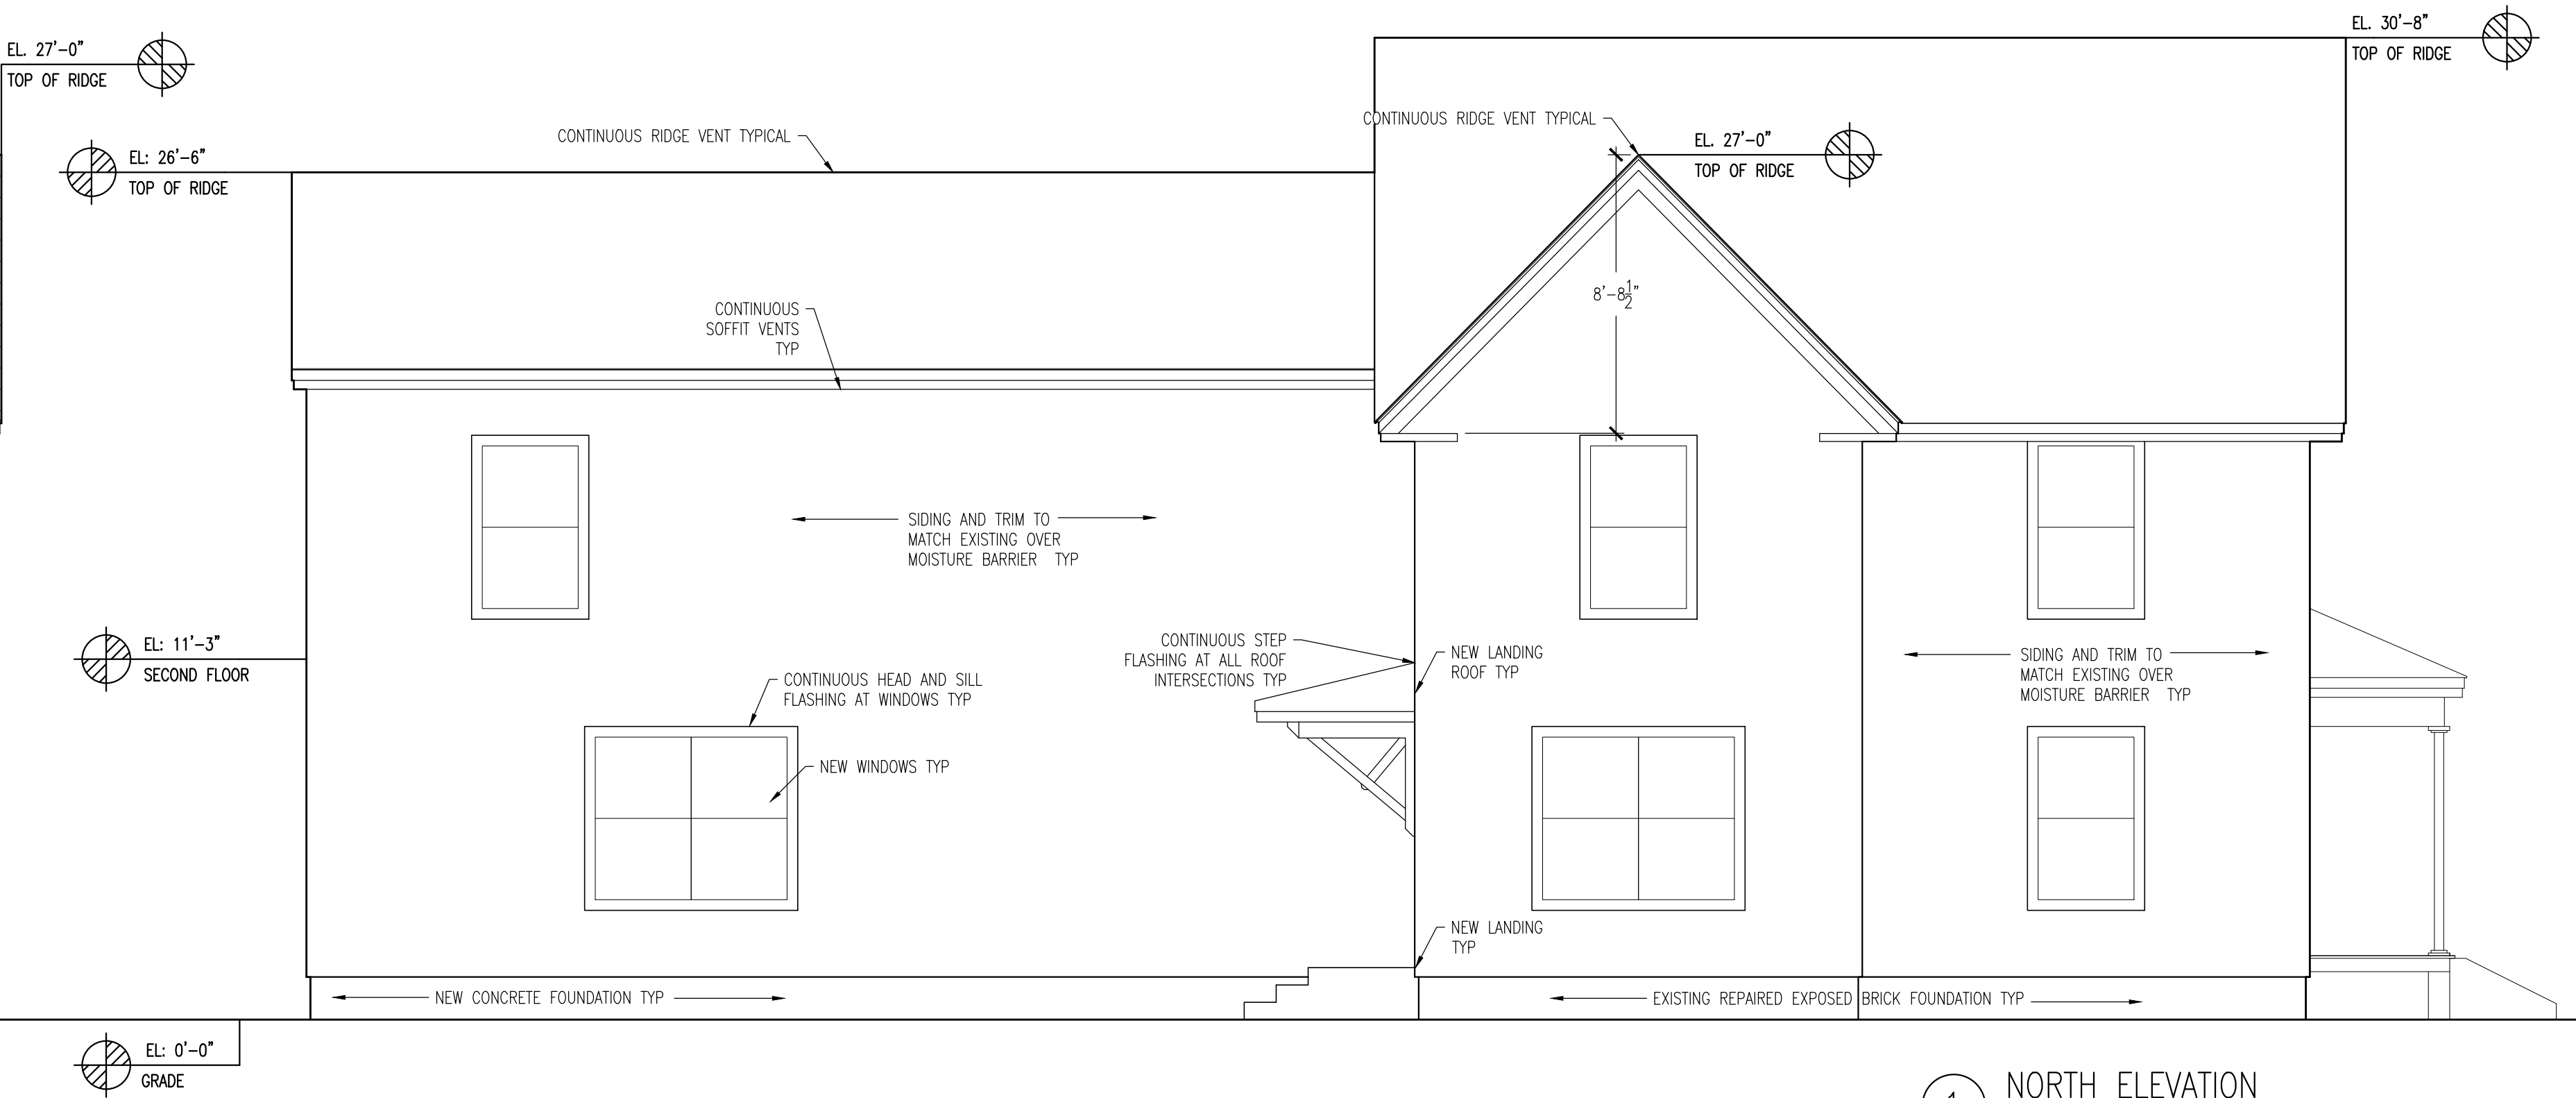 EL. 27'-0"
TOP OF RIDGE
EL. 30'-8"
TOP OF RIDGE
EL: 26'-6"
TOP OF RIDGE
CONTINUOUS RIDGE VENT TYPICAL
CONTINUOUS RIDGE VENT TYPICAL
EL. 27'-0"
TOP OF RIDGE
8'-8½"
CONTINUOUS
SOFFIT VENTS
TYP
SIDING AND TRIM TO
MATCH EXISTING OVER
MOISTURE BARRIER TYP
EL: 11'-3"
SECOND FLOOR
CONTINUOUS HEAD AND SILL
FLASHING AT WINDOWS TYP
NEW WINDOWS TYP
CONTINUOUS STEP
FLASHING AT ALL ROOF
INTERSECTIONS TYP
NEW LANDING
ROOF TYP
SIDING AND TRIM TO
MATCH EXISTING OVER
MOISTURE BARRIER TYP
NEW LANDING
TYP
NEW CONCRETE FOUNDATION TYP
EXISTING REPAIRED EXPOSED BRICK FOUNDATION TYP
EL: 0'-0"
GRADE
1
NORTH ELEVATION